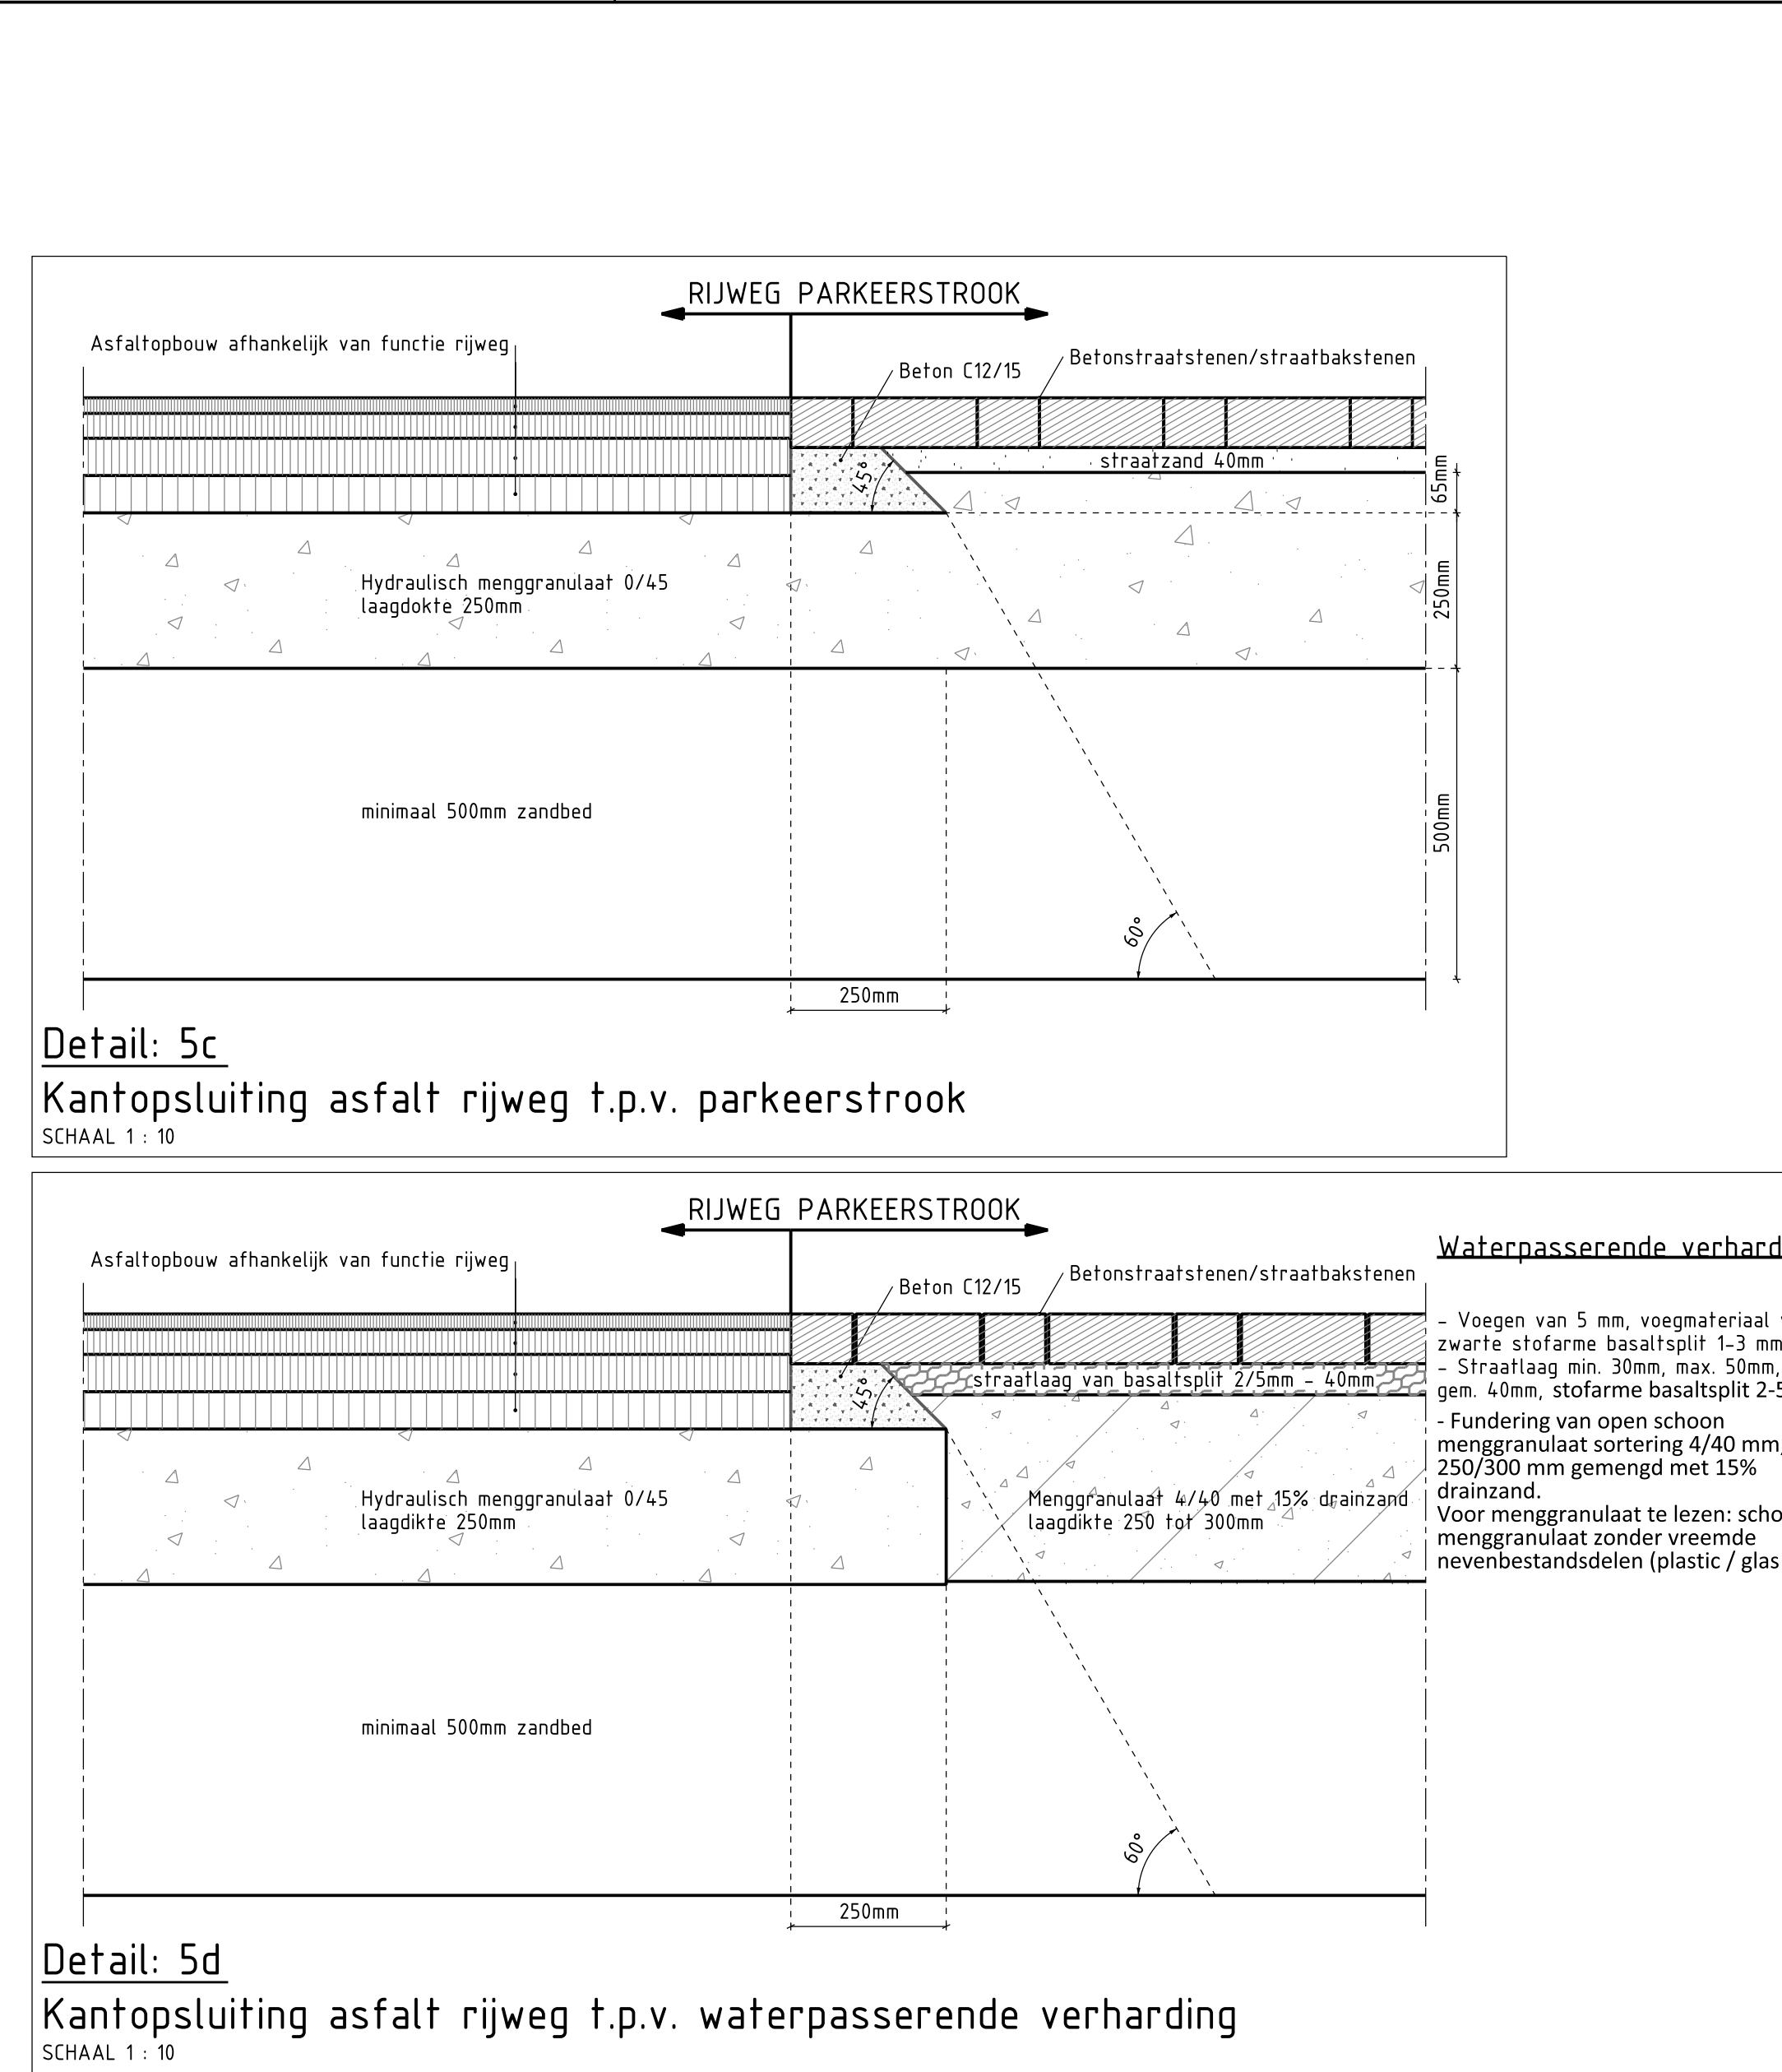 RIJWEG PARKEERSTROOK
Asfaltopbouw afhankelijk van functie rijweg
Beton C12/15
Betonstraatstenen/straatbakstenen
45°
straatzand 40mm
65mm
Hydraulisch menggranulaat 0/45
laagdokte 250mm
250mm
minimaal 500mm zandbed
500mm
60°
250mm
Detail: 5c
Kantopsluiting asfalt rijweg t.p.v. parkeerstrook
SCHAAL 1 : 10
RIJWEG PARKEERSTROOK
Asfaltopbouw afhankelijk van functie rijweg
Beton C12/15
Betonstraatstenen/straatbakstenen
45°
straatlaag van basaltsplit 2/5mm - 40mm
Hydraulisch menggranulaat 0/45
laagdikte 250mm
Menggranulaat 4/40 met 15% drainzand
laagdikte 250 tot 300mm
minimaal 500mm zandbed
60°
250mm
Waterpasserende
- Voegen van 5 mm, voegmateriaal
zwarte stofarme basaltsplit 1-3 mm
- Straatlaag min. 30mm, max. 50mm,
gem. 40mm, stofarme basaltsplit
- Fundering van open schoon
menggranulaat sortering 4/40 mm,
250/300 mm gemengd met 15%
drainzand.
Voor menggranulaat te lezen:
menggranulaat zonder vreemde
nevenbestandsdelen (plastic / glas
Detail: 5d
Kantopsluiting asfalt rijweg t.p.v. waterpasserende verharding
SCHAAL 1 : 10